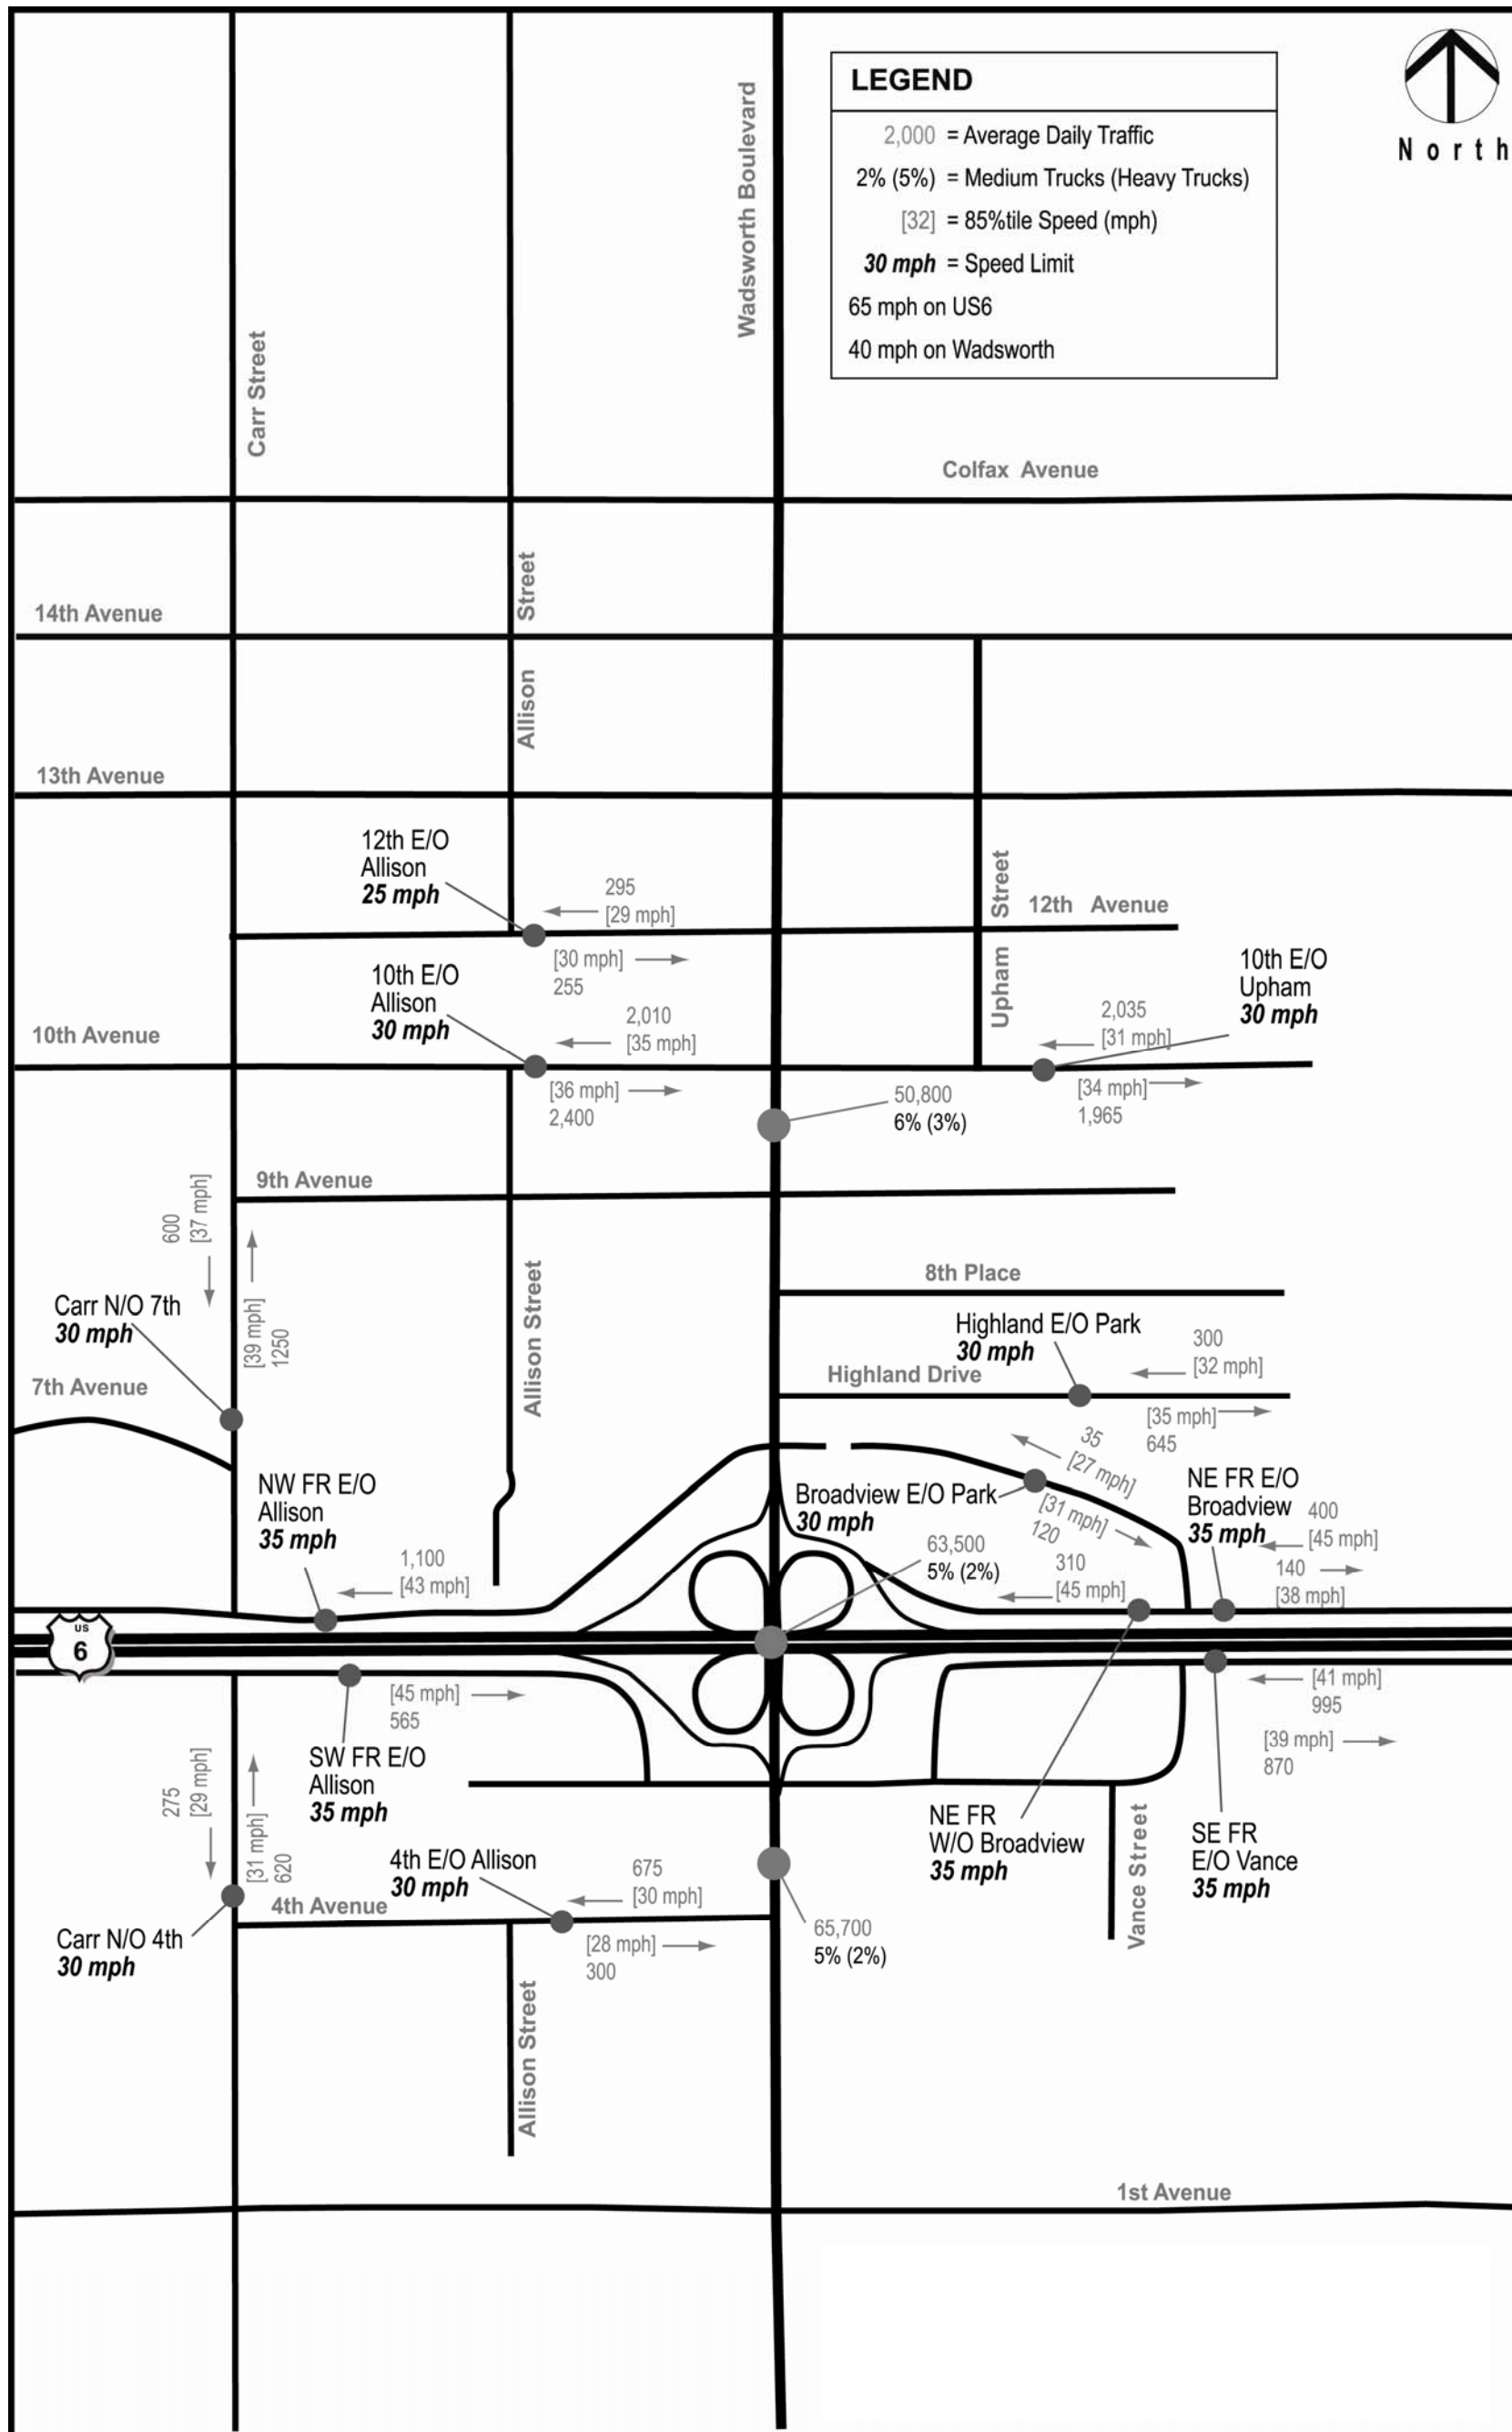 LEGEND
2,000 = Average Daily Traffic
2% (5%) = Medium Trucks (Heavy Trucks)
[32] = 85%tile Speed (mph)
30 mph = Speed Limit
65 mph on US6
40 mph on Wadsworth
North
Wadsworth Boulevard
Carr Street
Colfax Avenue
Street
Allison
14th Avenue
13th Avenue
12th E/O
Allison
25 mph
295
[29 mph]
[30 mph]
255
Street
Upham
12th Avenue
10th E/O
Allison
30 mph
2,010
[35 mph]
[36 mph]
2,400
10th Avenue
10th E/O
Upham
30 mph
2,035
[31 mph]
[34 mph]
1,965
50,800
6% (3%)
9th Avenue
600
[37 mph]
[39 mph]
1250
Carr N/O 7th
30 mph
7th Avenue
Allison Street
8th Place
Highland E/O Park
30 mph
Highland Drive
300
[32 mph]
[35 mph]
645
35
[27 mph]
[31 mph]
120
Broadview E/O Park
30 mph
NE FR E/O
Broadview
35 mph
400
[45 mph]
140
[38 mph]
NW FR E/O
Allison
35 mph
1,100
[43 mph]
63,500
5% (2%)
310
[45 mph]
US
6
[45 mph]
565
SW FR E/O
Allison
35 mph
[41 mph]
995
[39 mph]
870
275
[29 mph]
[31 mph]
620
NE FR
W/O Broadview
35 mph
Vance Street
SE FR
E/O Vance
35 mph
4th E/O Allison
30 mph
675
[30 mph]
4th Avenue
[28 mph]
300
Carr N/O 4th
30 mph
65,700
5% (2%)
Allison Street
1st Avenue